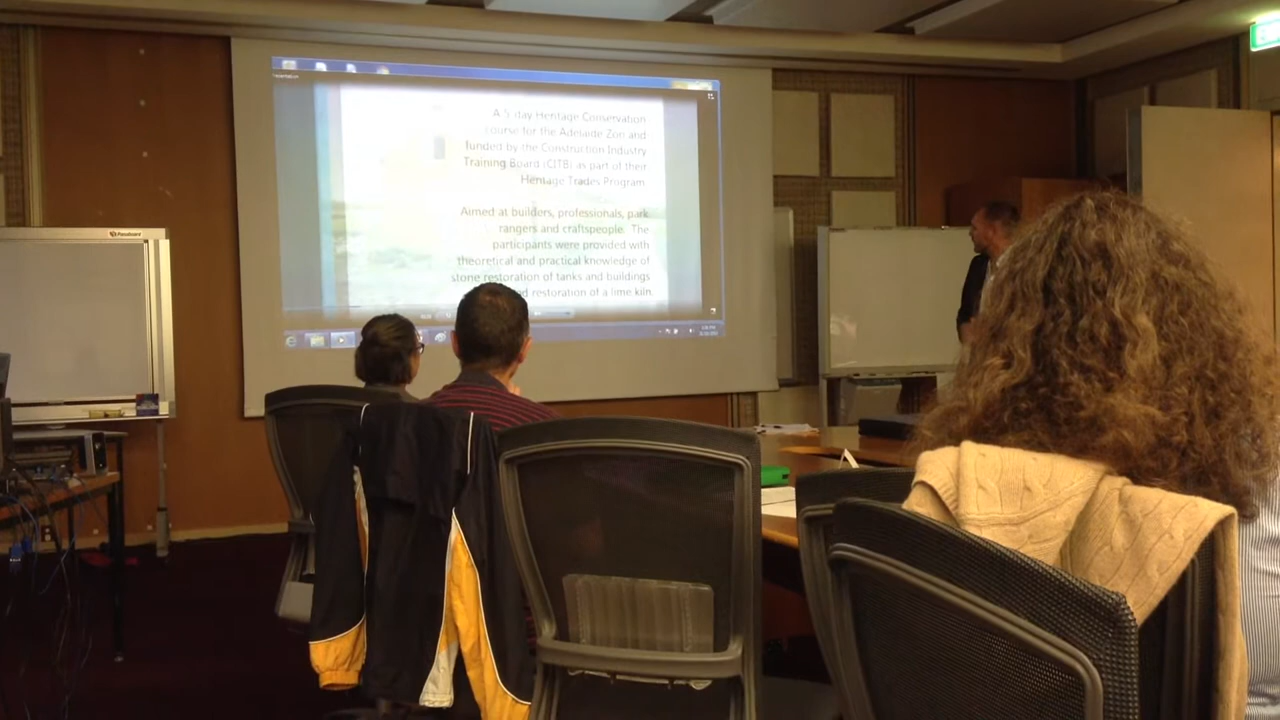 A 5 day Heritage Conservation
course for the Adelaide Zoo and
funded by the Construction Industry
Training Board (CITB) as part of their
Heritage Trades Program.
Aimed at builders, professionals, park
rangers and craftspeople. The
participants were provided with
theoretical and practical knowledge of
stone restoration of tanks and buildings
restoration of a lime kiln.
Panaboard